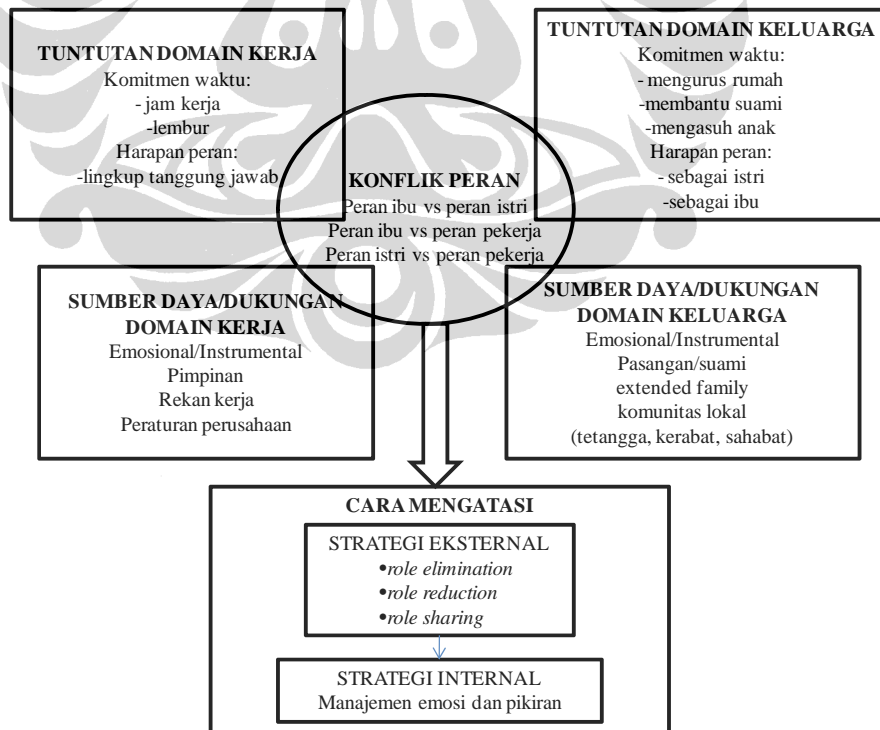 TUNTUTAN DOMAIN KERJA
Komitmen waktu:
- jam kerja
-lembur
Harapan peran:
-lingkup tanggung jawab
TUNTUTAN DOMAIN KELUARGA
Komitmen waktu:
- mengurus rumah
-membantu suami
-mengasuh anak
Harapan peran:
- sebagai istri
-sebagai ibu
KONFLIK PERAN
Peran ibu vs peran istri
Peran ibu vs peran pekerja
Peran istri vs peran pekerja
SUMBER DAYA/DUKUNGAN
DOMAIN KERJA
Emosional/Instrumental
Pimpinan
Rekan kerja
Peraturan perusahaan
SUMBER DAYA/DUKUNGAN
DOMAIN KELUARGA
Emosional/Instrumental
Pasangan/suami
extended family
komunitas lokal
(tetangga, kerabat, sahabat)
CARA MENGATASI
STRATEGI EKSTERNAL
•role elimination
•role reduction
•role sharing
STRATEGI INTERNAL
Manajemen emosi dan pikiran